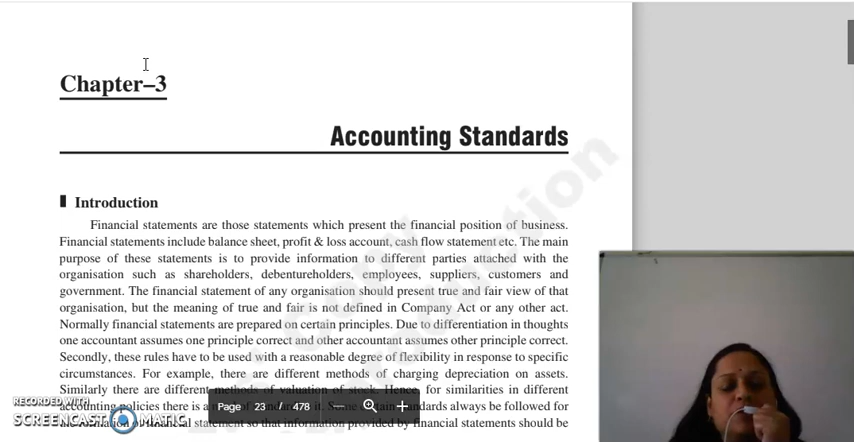 Chapter–3
Accounting Standards
Introduction
Financial statements are those statements which present the financial position of business.
Financial statements include balance sheet, profit & loss account, cash flow statement etc. The main
purpose of these statements is to provide information to different parties attached with the
organisation such as shareholders, debentureholders, employees, suppliers, customers and
government. The financial statement of any organisation should present true and fair view of that
organisation, but the meaning of true and fair is not defined in Company Act or any other act.
Normally financial statements are prepared on certain principles. Due to differentiation in thoughts
one accountant assumes one principle correct and other accountant assumes other principle correct.
Secondly, these rules have to be used with a reasonable degree of flexibility in response to specific
circumstances. For example, there are different methods of charging depreciation on assets.
Similarly there are different methods of valuation of stock. Hence, for similarities in different
accounting policies there is a
standards always be followed for
statement so that information provided by financial statements should be
Page 23 / 478
RECORDED WITH
SCREENCAST MATIC